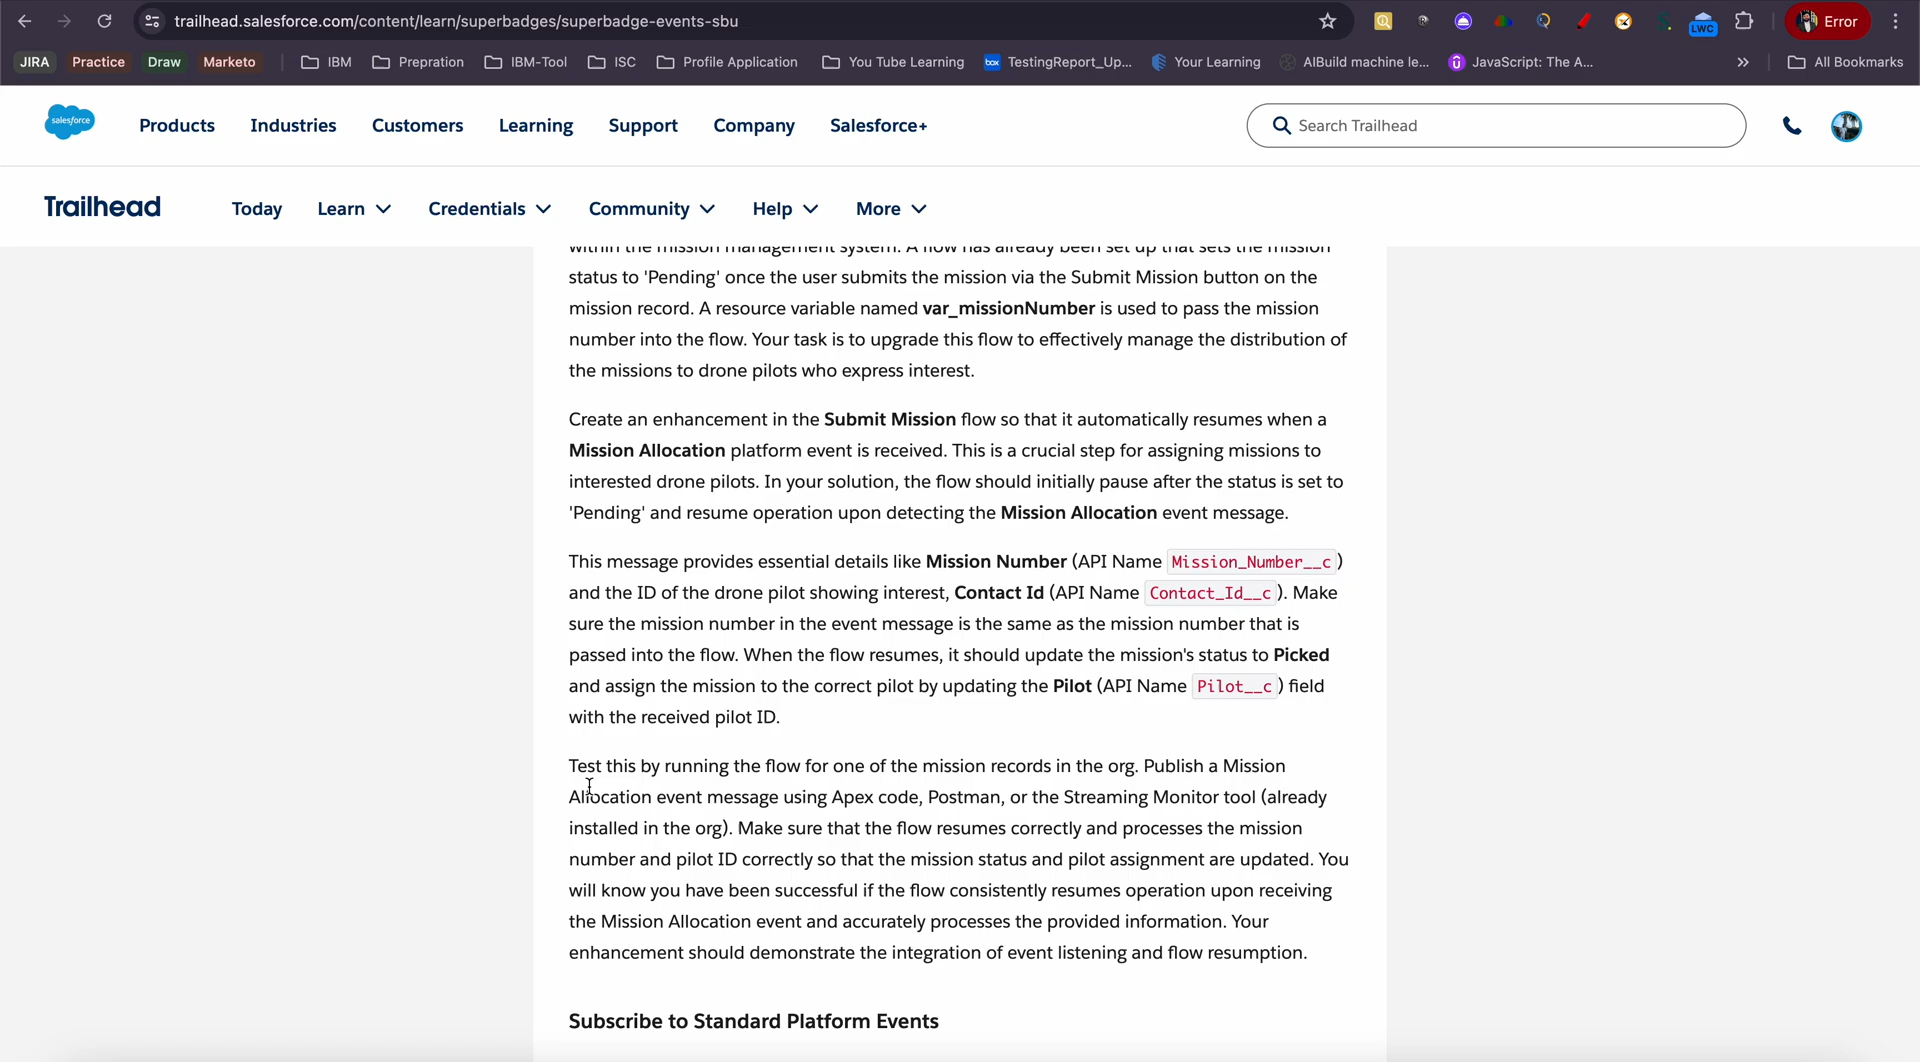 trailhead.salesforce.com/content/learn/superbadges/superbadge-events-sbu
Error
JIRA Practice Draw Marketo IBM Prepration IBM-Tool ISC Profile Application You Tube Learning box TestingReport_Up... Your Learning AIBuild machine le... JavaScript: The A... » All Bookmarks
LWC
salesforce Products Industries Customers Learning Support Company Salesforce+ Search Trailhead
Trailhead Today Learn Credentials Community Help More
within the mission management system. A flow has already been set up that sets the mission
status to 'Pending' once the user submits the mission via the Submit Mission button on the
mission record. A resource variable named var_missionNumber is used to pass the mission
number into the flow. Your task is to upgrade this flow to effectively manage the distribution of
the missions to drone pilots who express interest.
Create an enhancement in the Submit Mission flow so that it automatically resumes when a
Mission Allocation platform event is received. This is a crucial step for assigning missions to
interested drone pilots. In your solution, the flow should initially pause after the status is set to
'Pending' and resume operation upon detecting the Mission Allocation event message.
This message provides essential details like Mission Number (API Name Mission_Number__c)
and the ID of the drone pilot showing interest, Contact Id (API Name Contact_Id__c). Make
sure the mission number in the event message is the same as the mission number that is
passed into the flow. When the flow resumes, it should update the mission's status to Picked
and assign the mission to the correct pilot by updating the Pilot (API Name Pilot__c) field
with the received pilot ID.
Test this by running the flow for one of the mission records in the org. Publish a Mission
Allocation event message using Apex code, Postman, or the Streaming Monitor tool (already
installed in the org). Make sure that the flow resumes correctly and processes the mission
number and pilot ID correctly so that the mission status and pilot assignment are updated. You
will know you have been successful if the flow consistently resumes operation upon receiving
the Mission Allocation event and accurately processes the provided information. Your
enhancement should demonstrate the integration of event listening and flow resumption.
Subscribe to Standard Platform Events